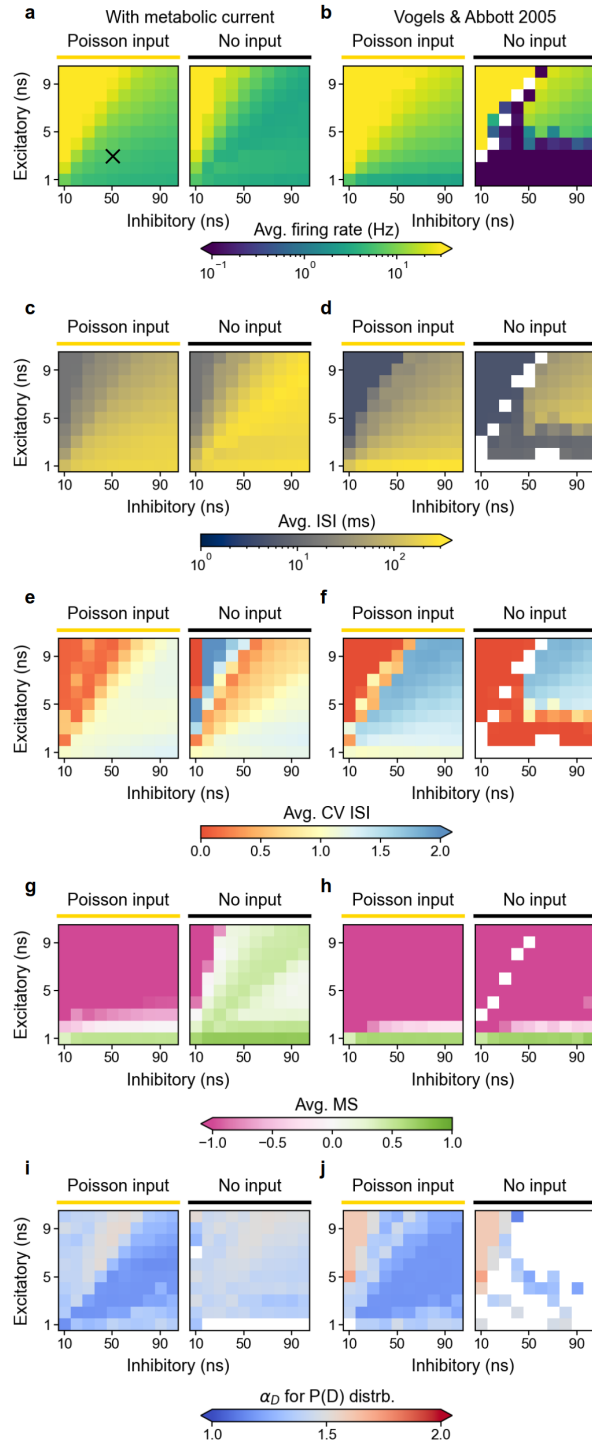 a With metabolic current b Vogels & Abbott 2005
Poisson input No input Poisson input No input
Excitatory (ns)
9
5
1
10 50 90 10 50 90 10 50 90 10 50 90
Inhibitory (ns) Inhibitory (ns)
Avg. firing rate (Hz)
10⁻¹ 10⁰ 10¹
c d
Poisson input No input Poisson input No input
Excitatory (ns)
9
5
1
10 50 90 10 50 90 10 50 90 10 50 90
Inhibitory (ns) Inhibitory (ns)
Avg. ISI (ms)
10⁰ 10¹ 10²
e f
Poisson input No input Poisson input No input
Excitatory (ns)
9
5
1
10 50 90 10 50 90 10 50 90 10 50 90
Inhibitory (ns) Inhibitory (ns)
Avg. CV ISI
0.0 0.5 1.0 1.5 2.0
g h
Poisson input No input Poisson input No input
Excitatory (ns)
9
5
1
10 50 90 10 50 90 10 50 90 10 50 90
Inhibitory (ns) Inhibitory (ns)
Avg. MS
−1.0 −0.5 0.0 0.5 1.0
i j
Poisson input No input Poisson input No input
Excitatory (ns)
9
5
1
10 50 90 10 50 90 10 50 90 10 50 90
Inhibitory (ns) Inhibitory (ns)
α_D for P(D) distrb.
1.0 1.5 2.0